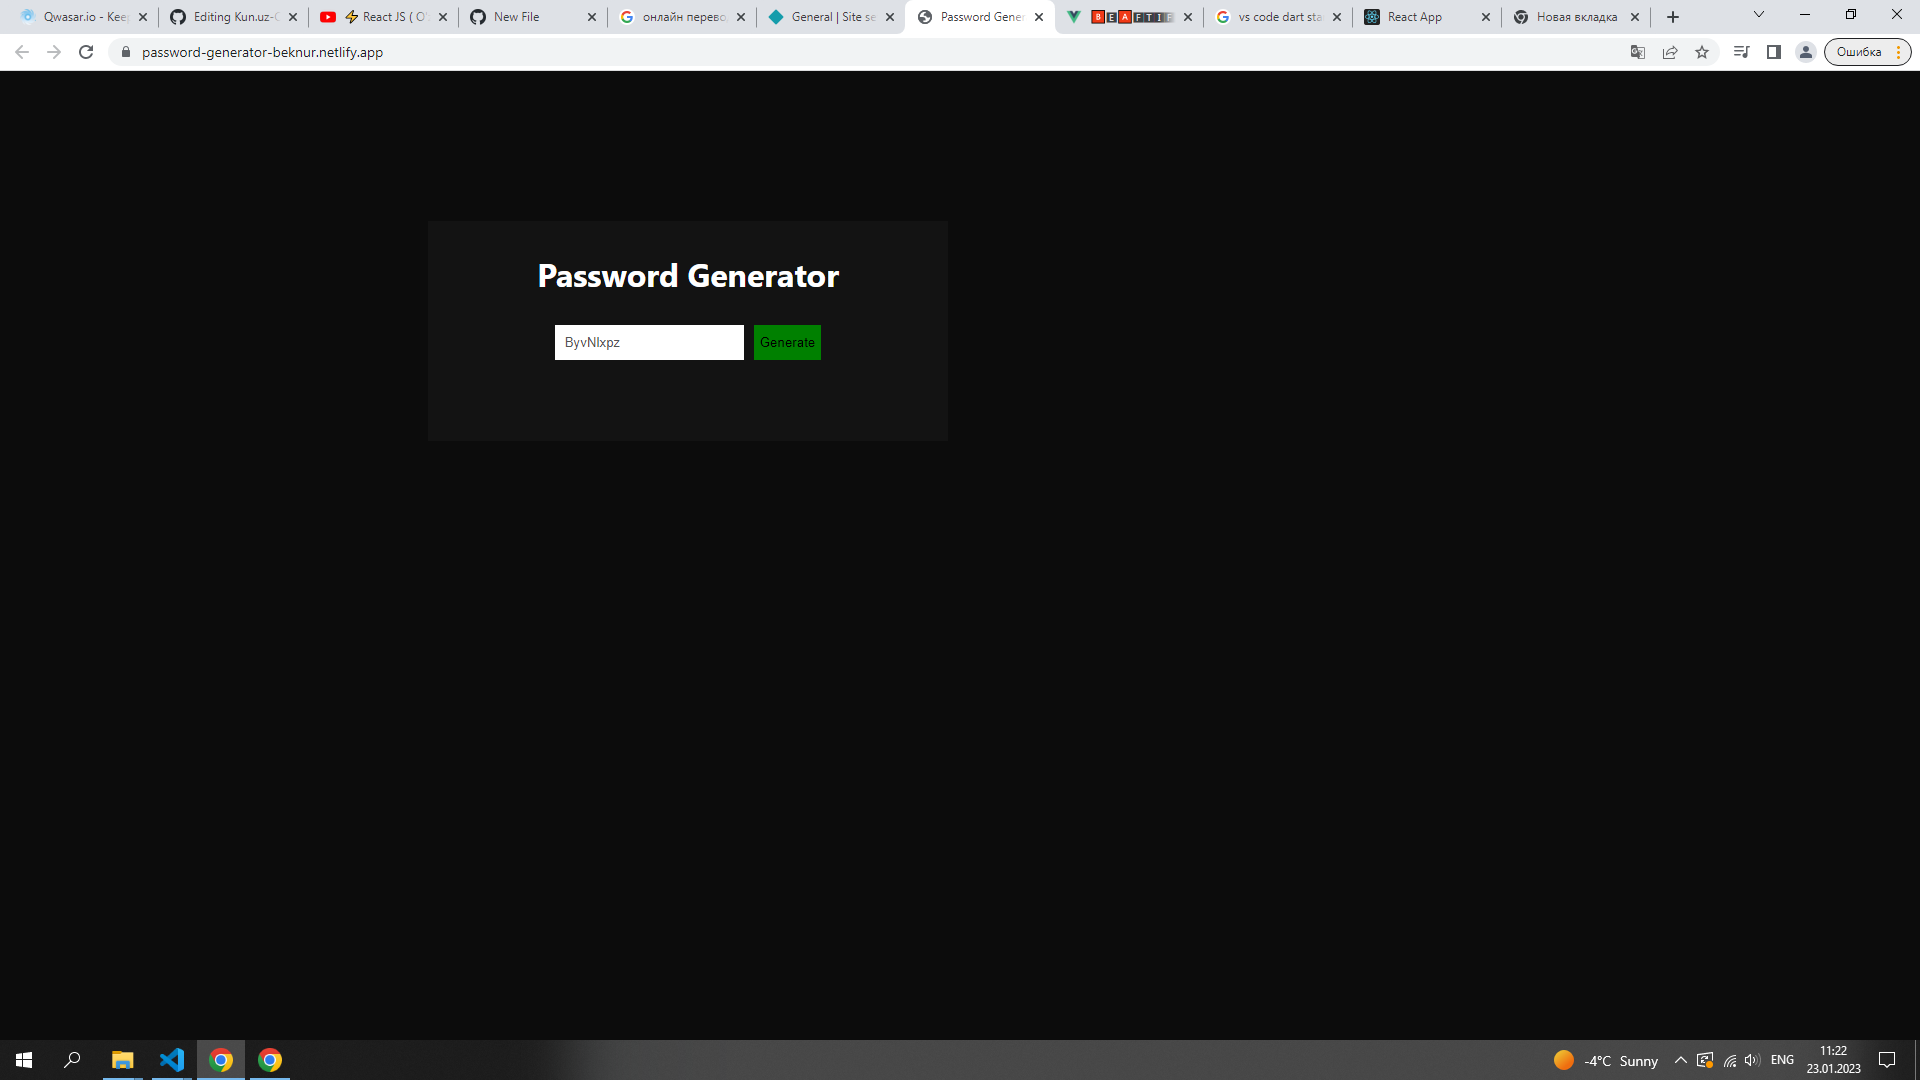 Qwasar.io - Keep
Editing Kun.uz-C
⚡ React JS ( O'
New File
онлайн перево
General | Site se
Password Gener
B E A F T I F
vs code dart sta
React App
Новая вкладка
password-generator-beknur.netlify.app
Ошибка
Password Generator
ByvNlxpz
Generate
-4°C Sunny
ENG
11:22
23.01.2023